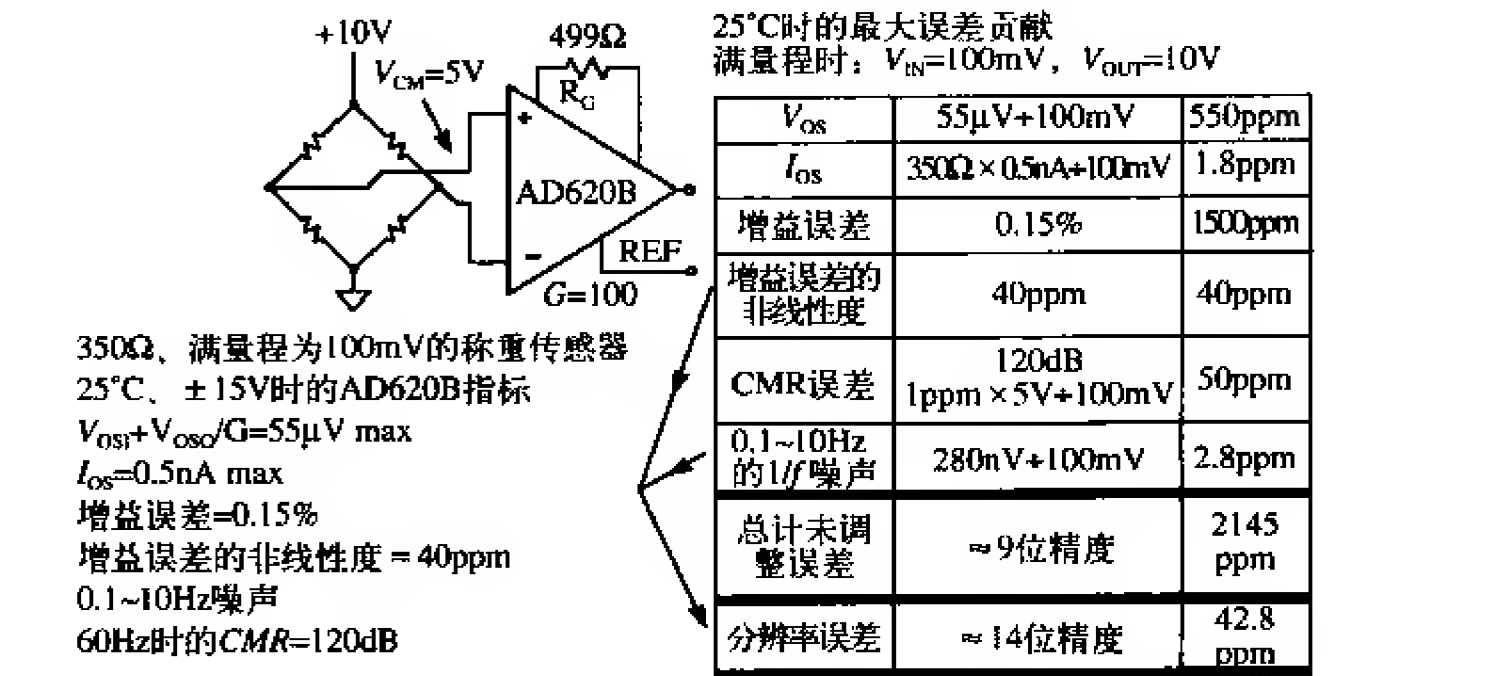 +10V
499Ω
V_CM=5V
R_G
+
AD620B
−
REF
G=100
350Ω、满量程为100mV的称重传感器
25°C、±15V时的AD620B指标
V_OSI+V_OSO/G=55μV max
I_OS=0.5nA max
增益误差=0.15%
增益误差的非线性度=40ppm
0.1~10Hz噪声
60Hz时的CMR=120dB
25°C时的最大误差贡献
满量程时：V_IN=100mV，V_OUT=10V
V_OS 55μV÷100mV 550ppm
I_OS 350Ω×0.5nA÷100mV 1.8ppm
增益误差 0.15% 1500ppm
增益误差的
非线性度 40ppm 40ppm
CMR误差 120dB
1ppm×5V÷100mV 50ppm
0.1~10Hz
的1/f噪声 280nV÷100mV 2.8ppm
总计未调
整误差 ≈9位精度 2145
ppm
分辨率误差 ≈14位精度 42.8
ppm